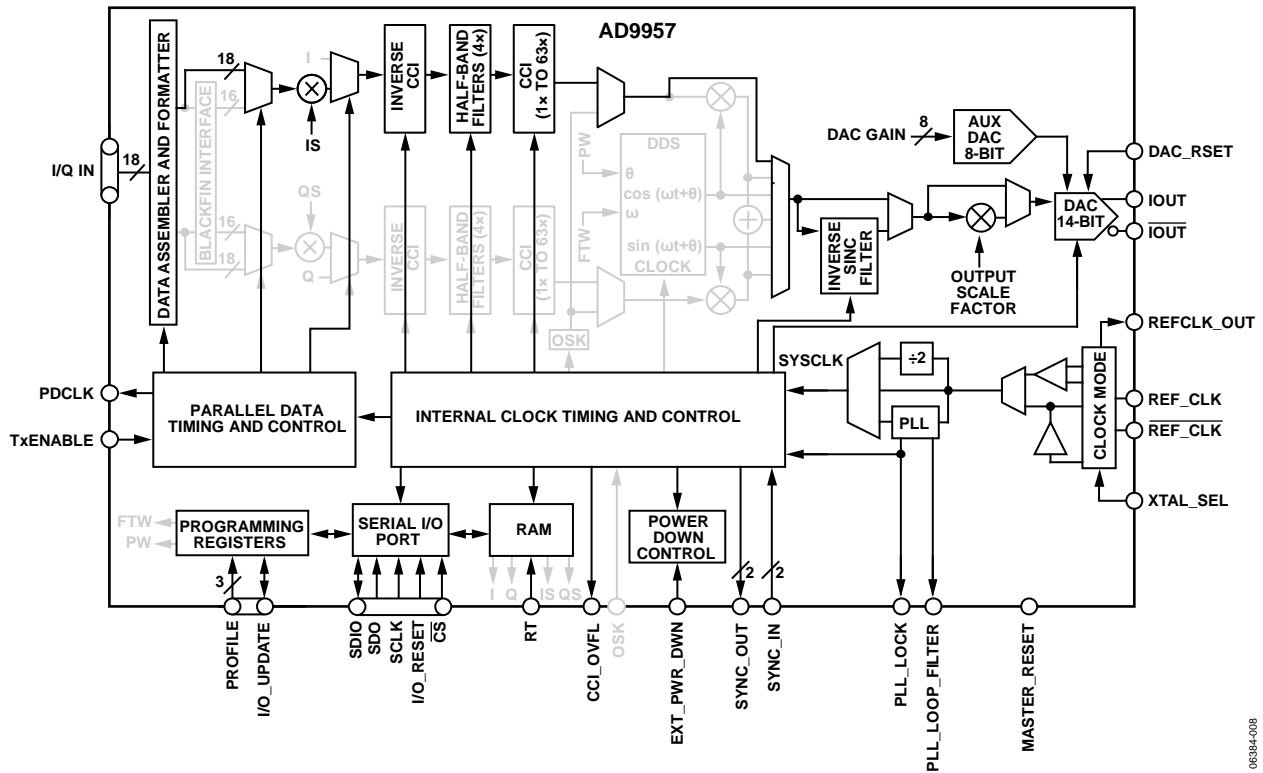 AD9957
I/Q IN
18
DATA ASSEMBLER AND FORMATTER
BLACKFIN INTERFACE
18
16
16
18
IS
QS
I
Q
INVERSE
CCI
HALF-BAND
FILTERS (4×)
CCI
(1× TO 63×)
INVERSE
CCI
HALF-BAND
FILTERS (4×)
CCI
(1× TO 63×)
PW
FTW
DDS
θ
cos (ωt+θ)
ω
sin (ωt+θ)
CLOCK
OSK
INVERSE
SINC
FILTER
OUTPUT
SCALE
FACTOR
DAC GAIN
8
AUX
DAC
8-BIT
DAC
14-BIT
DAC_RSET
IOUT
IOUT
REFCLK_OUT
REF_CLK
REF_CLK
XTAL_SEL
CLOCK MODE
SYSCLK
÷2
PLL
PDCLK
TxENABLE
PARALLEL DATA
TIMING AND CONTROL
INTERNAL CLOCK TIMING AND CONTROL
FTW
PW
PROGRAMMING
REGISTERS
SERIAL I/O
PORT
RAM
I
Q
IS
QS
POWER
DOWN
CONTROL
3
2
2
PROFILE
I/O_UPDATE
SDIO
SDO
SCLK
I/O_RESET
CS
RT
CCI_OVFL
OSK
EXT_PWR_DWN
SYNC_OUT
SYNC_IN
PLL_LOCK
PLL_LOOP_FILTER
MASTER_RESET
06384-008